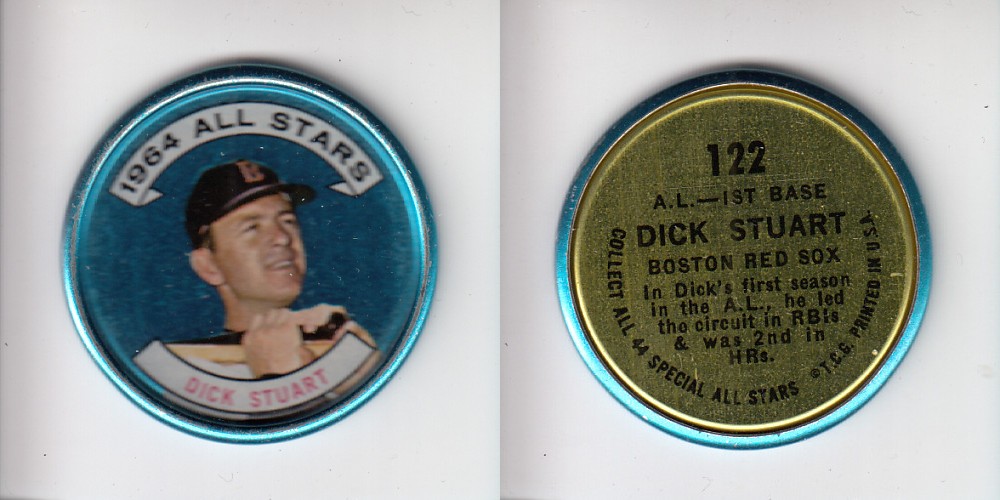 1964 ALL STARS
B
DICK STUART
122
A.L.—1ST BASE
DICK STUART
BOSTON RED SOX
In Dick's first season
in the A.L., he led
the circuit in RBIs
& was 2nd in
HRs.
COLLECT ALL 44 SPECIAL ALL STARS ©T.C.G. PRINTED IN U.S.A.